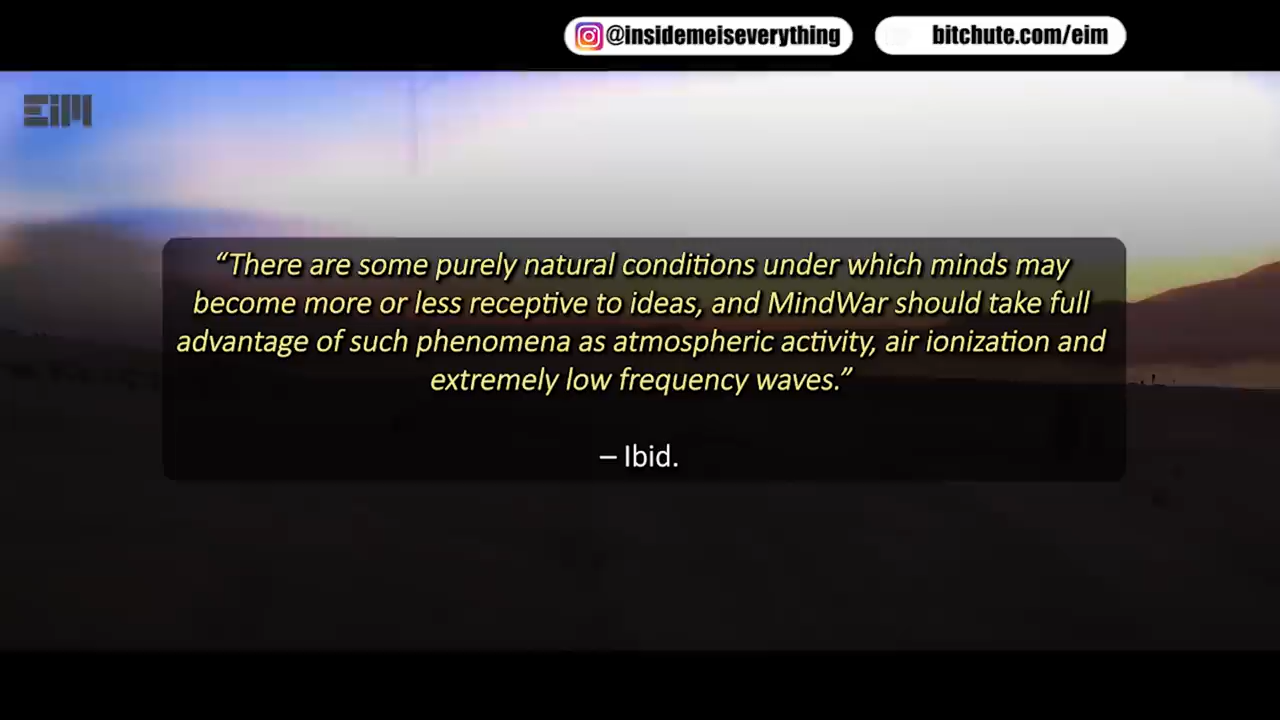 @insidemeiseverything
bitchute.com/eim
EiM
“There are some purely natural conditions under which minds may
become more or less receptive to ideas, and MindWar should take full
advantage of such phenomena as atmospheric activity, air ionization and
extremely low frequency waves.”
– Ibid.